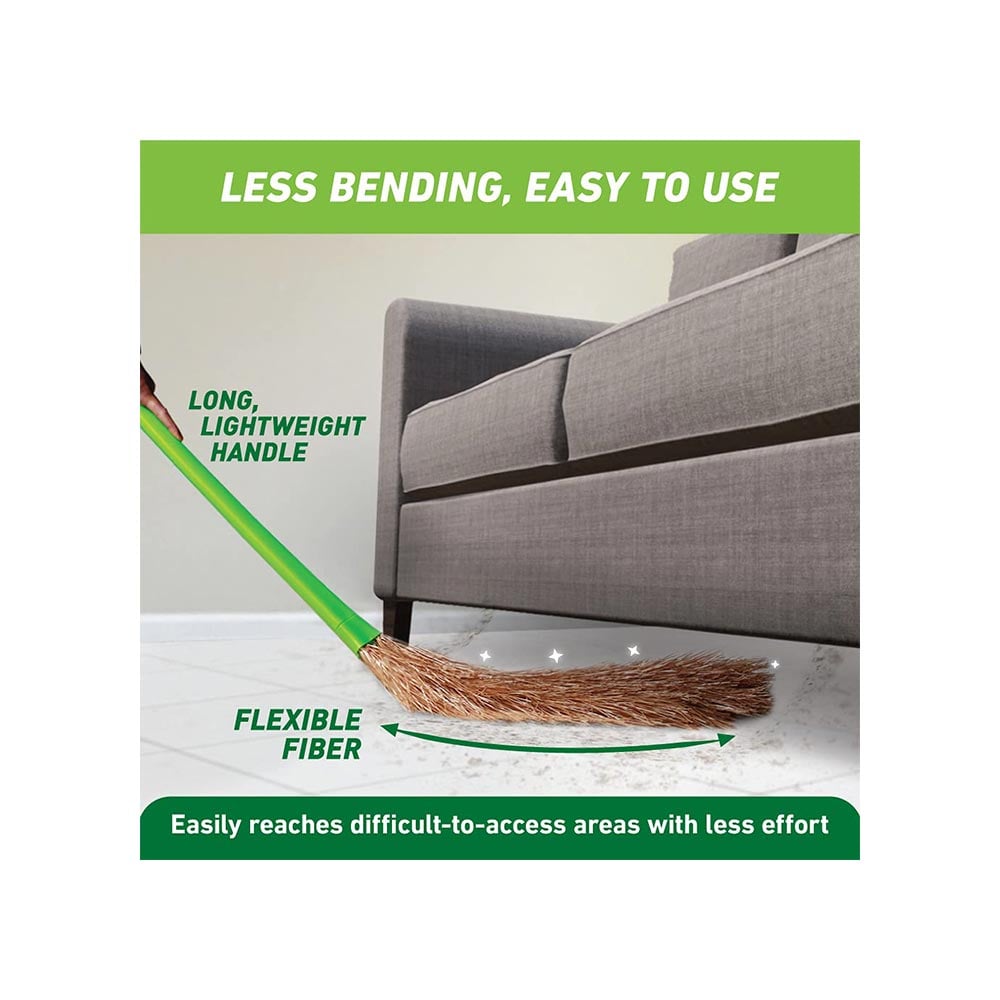 LESS BENDING, EASY TO USE
LONG,
LIGHTWEIGHT
HANDLE
FLEXIBLE
FIBER
Easily reaches difficult-to-access areas with less effort